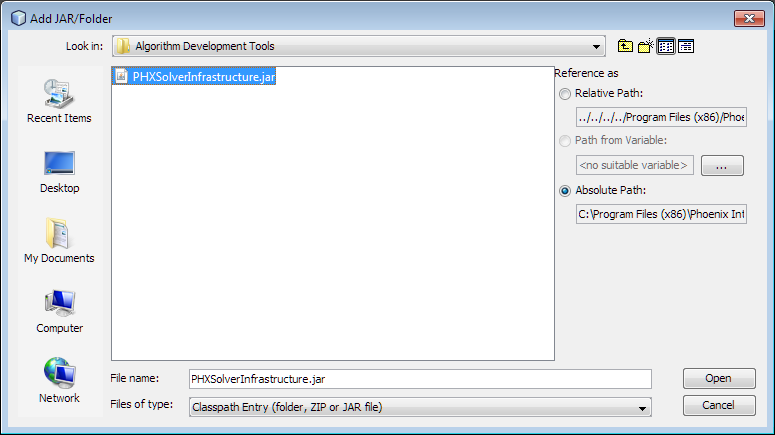 Add JAR/Folder
Look in: Algorithm Development Tools
PHXSolverInfrastructure.jar
Recent Items
Desktop
My Documents
Computer
Network
Reference as
Relative Path:
../../../../Program Files (x86)/Phoe
Path from Variable:
<no suitable variable> ...
Absolute Path:
C:\Program Files (x86)\Phoenix Int
File name: PHXSolverInfrastructure.jar Open
Files of type: Classpath Entry (folder, ZIP or JAR file) Cancel